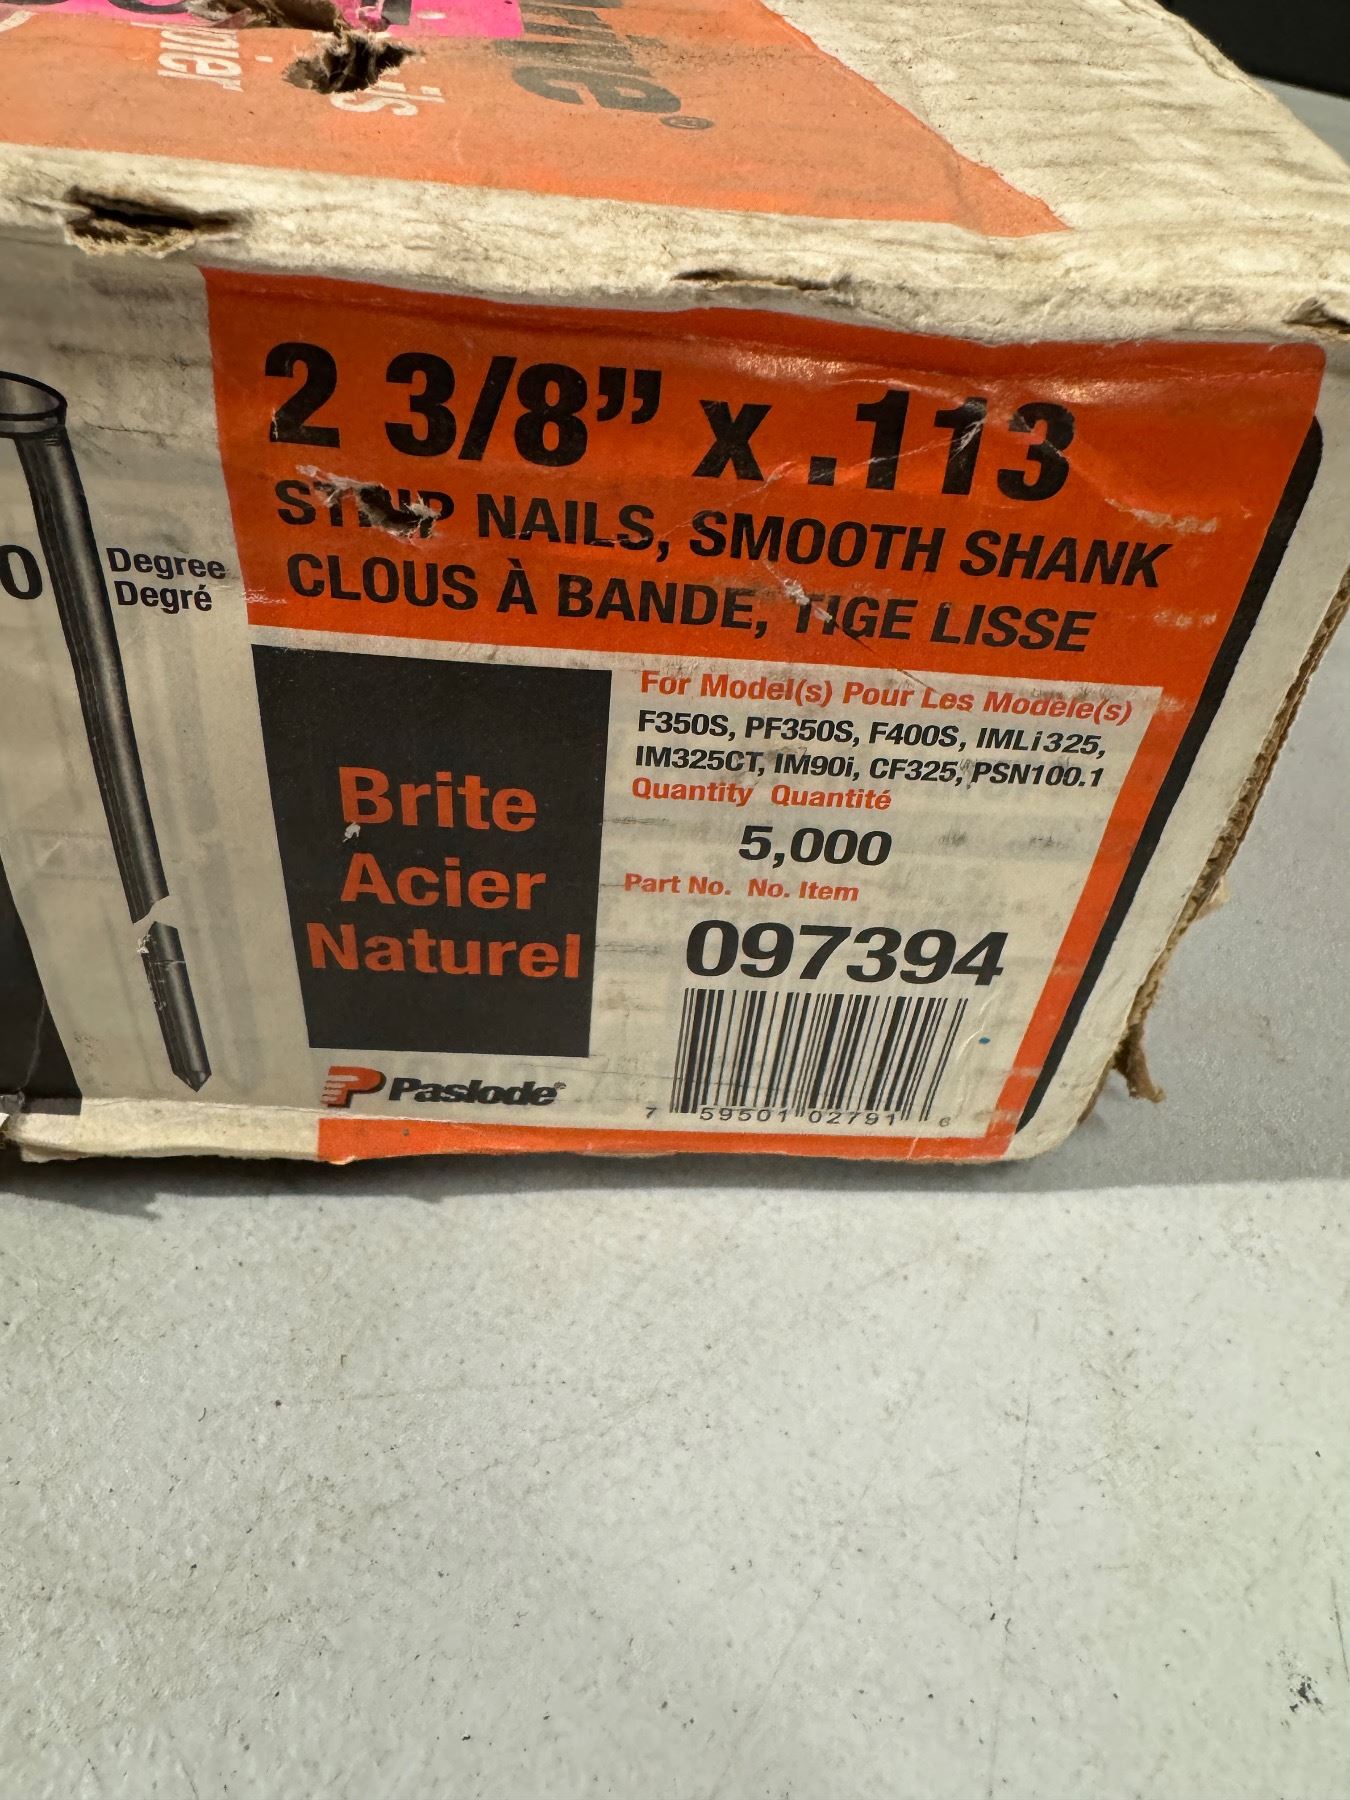 2 3/8” x .113
STRIP NAILS, SMOOTH SHANK
CLOUS À BANDE, TIGE LISSE
Degree
Degré
For Model(s) Pour Les Modèle(s)
F350S, PF350S, F400S, IMLi325,
IM325CT, IM90i, CF325, PSN100.1
Quantity Quantité
5,000
Part No. No. Item
097394
Brite
Acier
Naturel
Paslode®
7 59501 02791 6